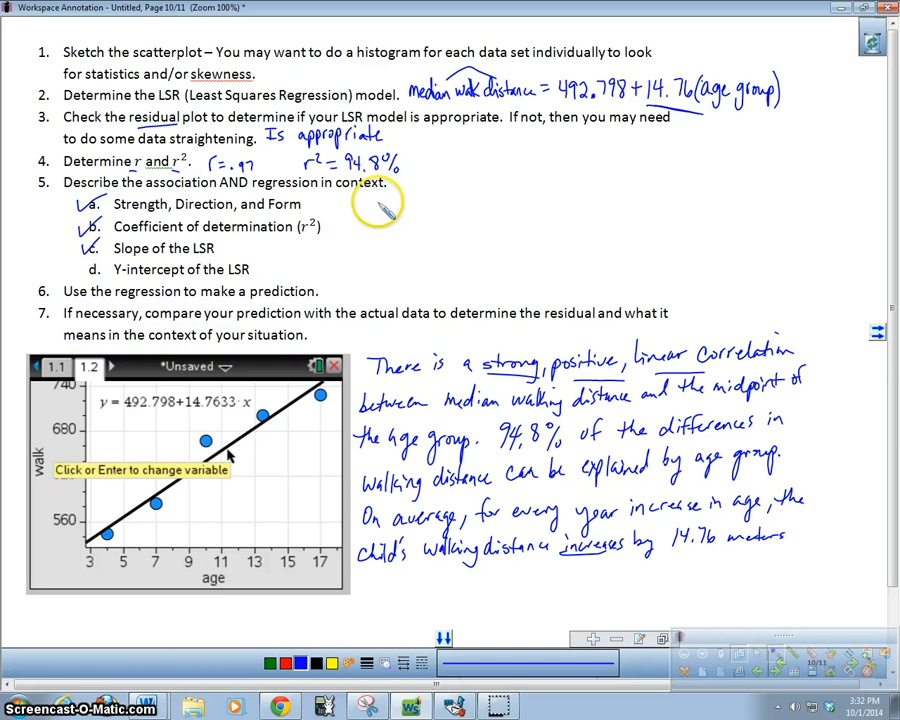 Workspace Annotation - Untitled, Page 10/11 (Zoom 100%) *
1. Sketch the scatterplot – You may want to do a histogram for each data set individually to look
for statistics and/or skewness.
2. Determine the LSR (Least Squares Regression) model. median walk distance = 492.798 + 14.76 (age group)
3. Check the residual plot to determine if your LSR model is appropriate. If not, then you may need
to do some data straightening. Is appropriate
4. Determine r and r². r = .97 r² = 94.8%
5. Describe the association AND regression in context.
a. Strength, Direction, and Form
b. Coefficient of determination (r²)
c. Slope of the LSR
d. Y-intercept of the LSR
6. Use the regression to make a prediction.
7. If necessary, compare your prediction with the actual data to determine the residual and what it
means in the context of your situation.
1.1 1.2 *Unsaved
740
y = 492.798+14.7633·x
680
walk
Click or Enter to change variable
560
3 5 7 9 11 13 15 17
age
There is a strong, positive, linear correlation
between median walking distance and the midpoint of
the age group. 94.8% of the differences in
walking distance can be explained by age group.
On average, for every year increase in age, the
child's walking distance increases by 14.76 meters
10/11
Screencast-O-Matic.com
3:32 PM
10/1/2014